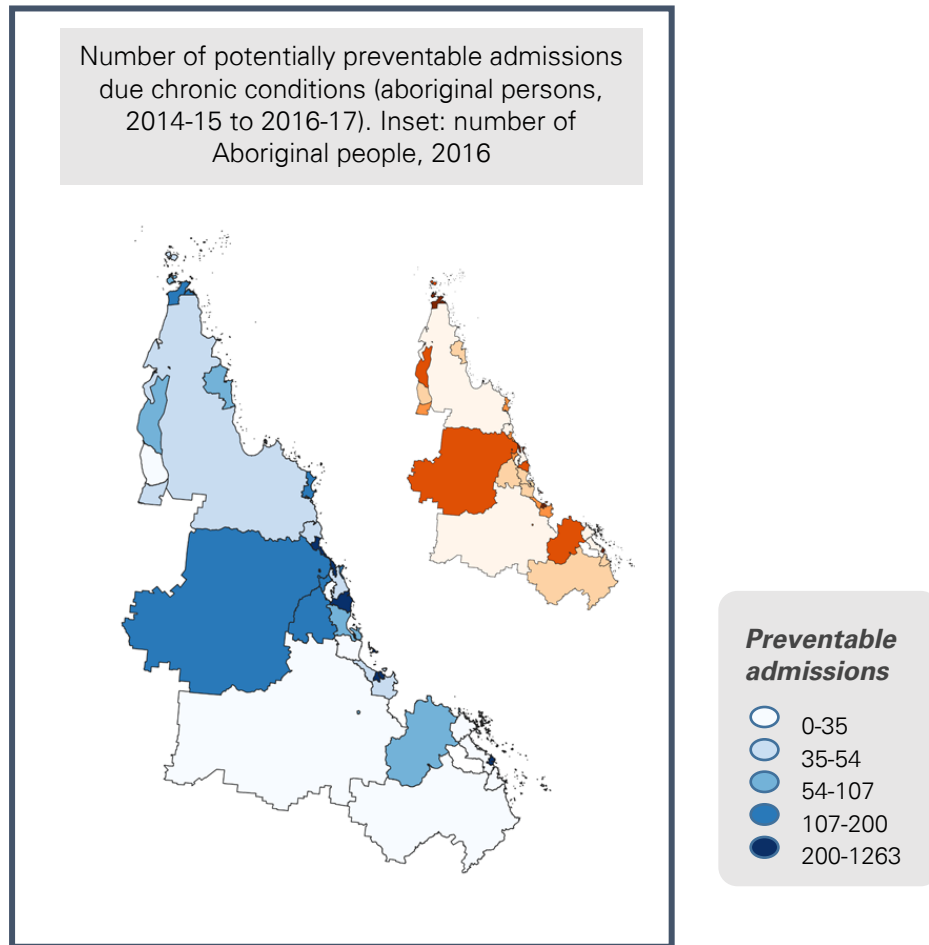 Number of potentially preventable admissions
due chronic conditions (aboriginal persons,
2014-15 to 2016-17). Inset: number of
Aboriginal people, 2016
Preventable
admissions
0-35
35-54
54-107
107-200
200-1263